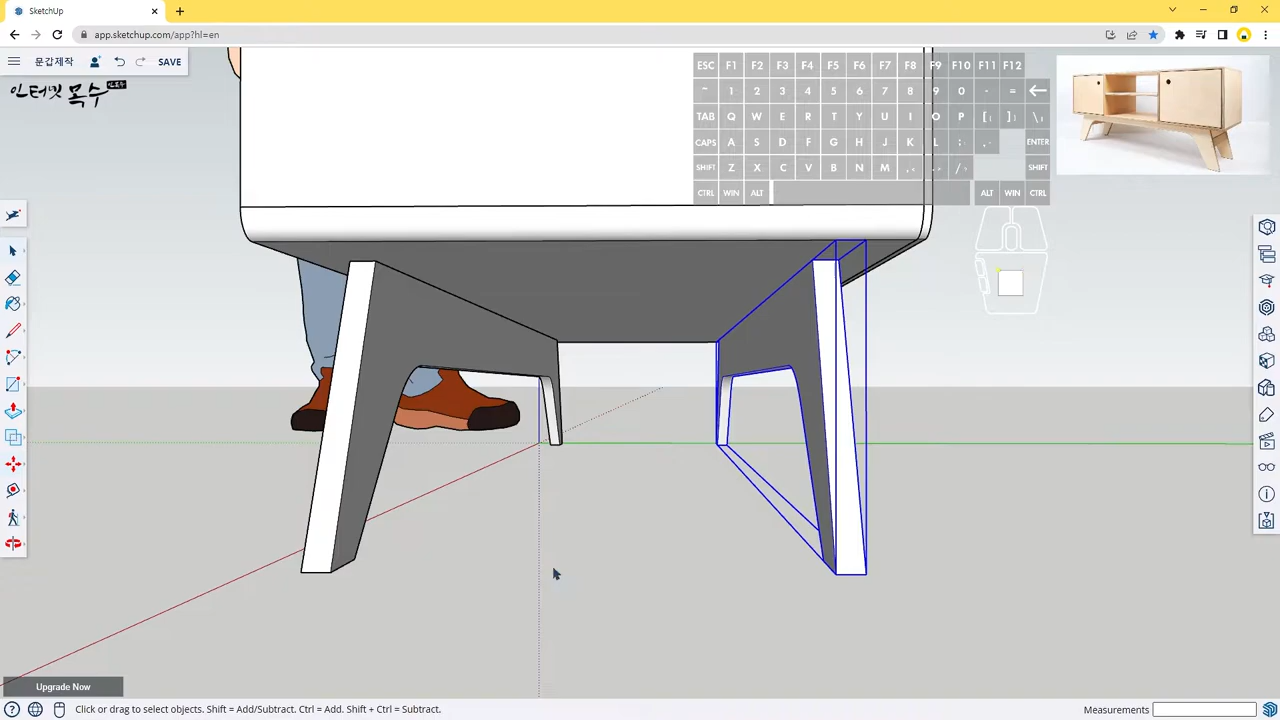 SketchUp
app.sketchup.com/app?hl=en
문갑제작
SAVE
인터넷 목수
ESC F1 F2 F3 F4 F5 F6 F7 F8 F9 F10 F11 F12
~ 1 2 3 4 5 6 7 8 9 0 - =
TAB Q W E R T Y U I O P [ ] \
CAPS A S D F G H J K L ENTER
SHIFT Z X C V B N M SHIFT
CTRL WIN ALT ALT WIN CTRL
Upgrade Now
Click or drag to select objects. Shift = Add/Subtract. Ctrl = Add. Shift + Ctrl = Subtract.
Measurements